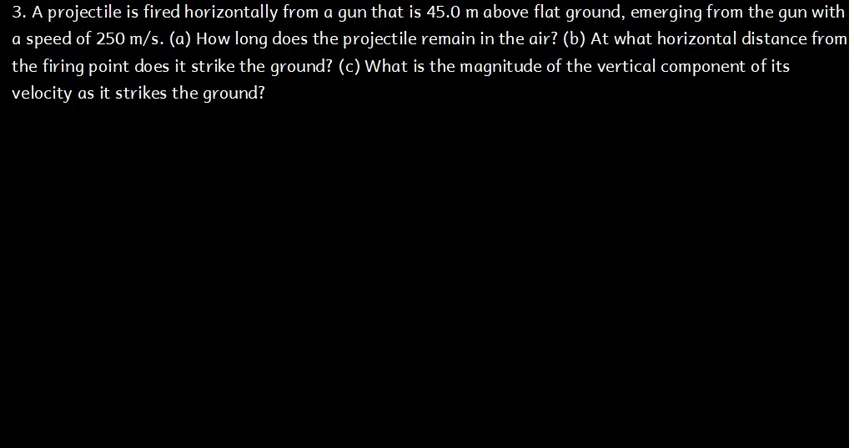 3. A projectile is fired horizontally from a gun that is 45.0 m above flat ground, emerging from the gun with
a speed of 250 m/s. (a) How long does the projectile remain in the air? (b) At what horizontal distance from
the firing point does it strike the ground? (c) What is the magnitude of the vertical component of its
velocity as it strikes the ground?